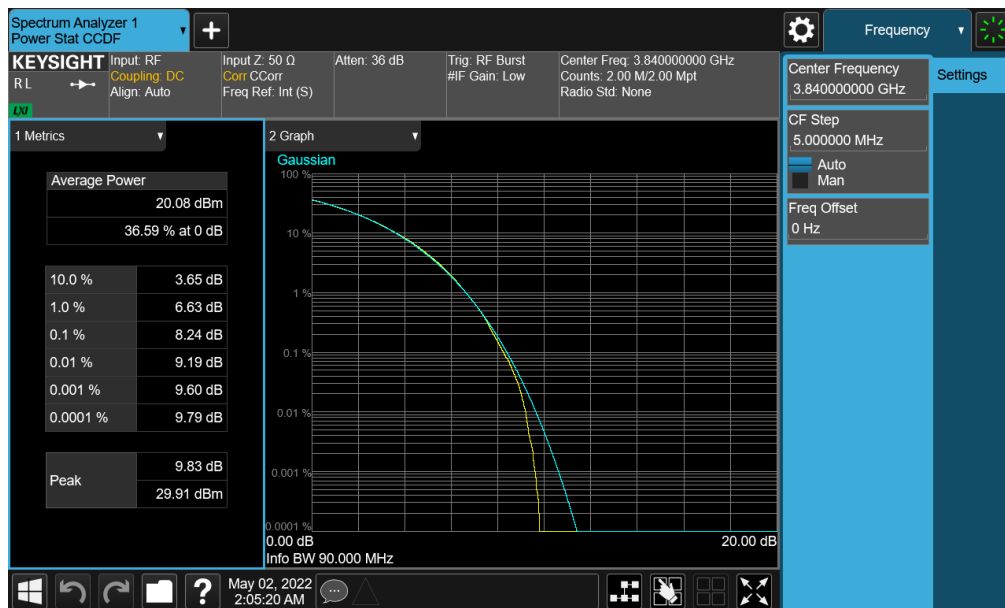 Spectrum Analyzer 1
Power Stat CCDF
+
Frequency
KEYSIGHT
RL
LXI
Input: RF
Coupling: DC
Align: Auto
Input Z: 50 Ω
Corr CCorr
Freq Ref: Int (S)
Atten: 36 dB
Trig: RF Burst
#IF Gain: Low
Center Freq: 3.840000000 GHz
Counts: 2.00 M/2.00 Mpt
Radio Std: None
Center Frequency
3.840000000 GHz
Settings
CF Step
5.000000 MHz
Auto
Man
Freq Offset
0 Hz
1 Metrics
Average Power
20.08 dBm
36.59 % at 0 dB
10.0 % 3.65 dB
1.0 % 6.63 dB
0.1 % 8.24 dB
0.01 % 9.19 dB
0.001 % 9.60 dB
0.0001 % 9.79 dB
Peak 9.83 dB
29.91 dBm
2 Graph
Gaussian
100 %
10 %
1 %
0.1 %
0.01 %
0.001 %
0.0001 %
0.00 dB 20.00 dB
Info BW 90.000 MHz
?
May 02, 2022
2:05:20 AM